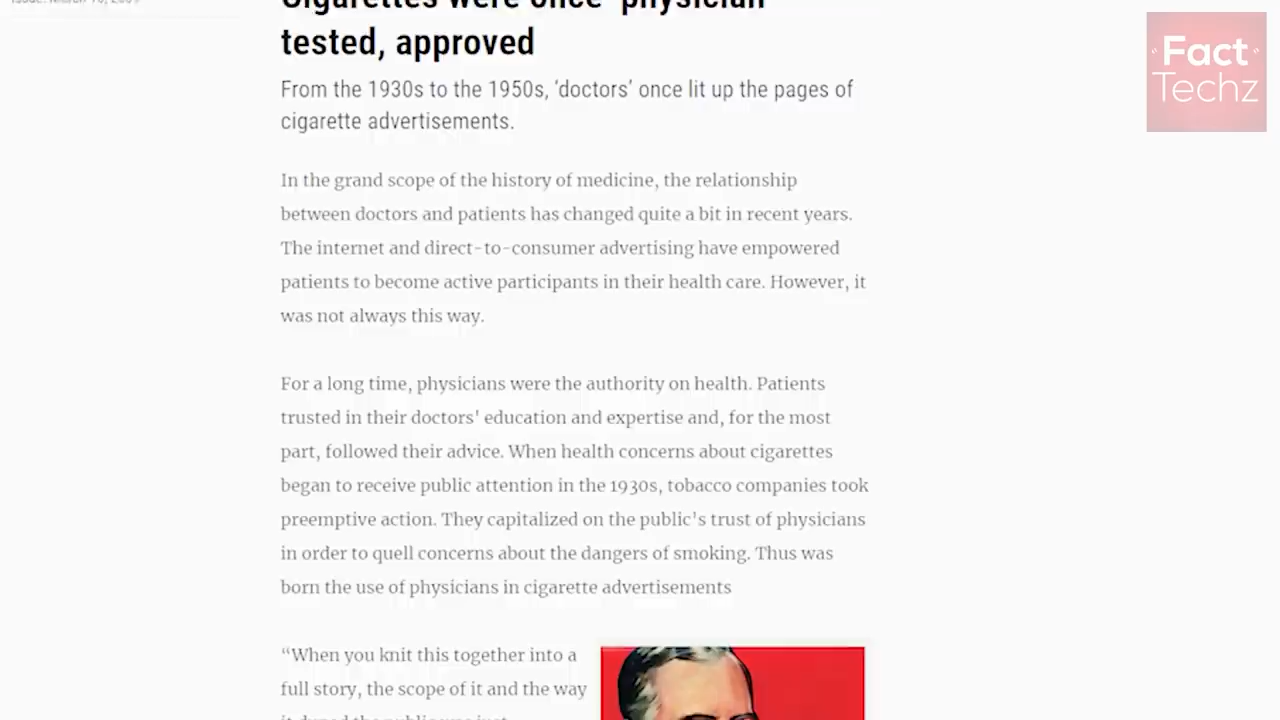 Cigarettes were once 'physician
tested, approved
From the 1930s to the 1950s, ‘doctors’ once lit up the pages of
cigarette advertisements.
In the grand scope of the history of medicine, the relationship
between doctors and patients has changed quite a bit in recent years.
The internet and direct-to-consumer advertising have empowered
patients to become active participants in their health care. However, it
was not always this way.
For a long time, physicians were the authority on health. Patients
trusted in their doctors' education and expertise and, for the most
part, followed their advice. When health concerns about cigarettes
began to receive public attention in the 1930s, tobacco companies took
preemptive action. They capitalized on the public's trust of physicians
in order to quell concerns about the dangers of smoking. Thus was
born the use of physicians in cigarette advertisements
“When you knit this together into a
full story, the scope of it and the way
Fact
Techz